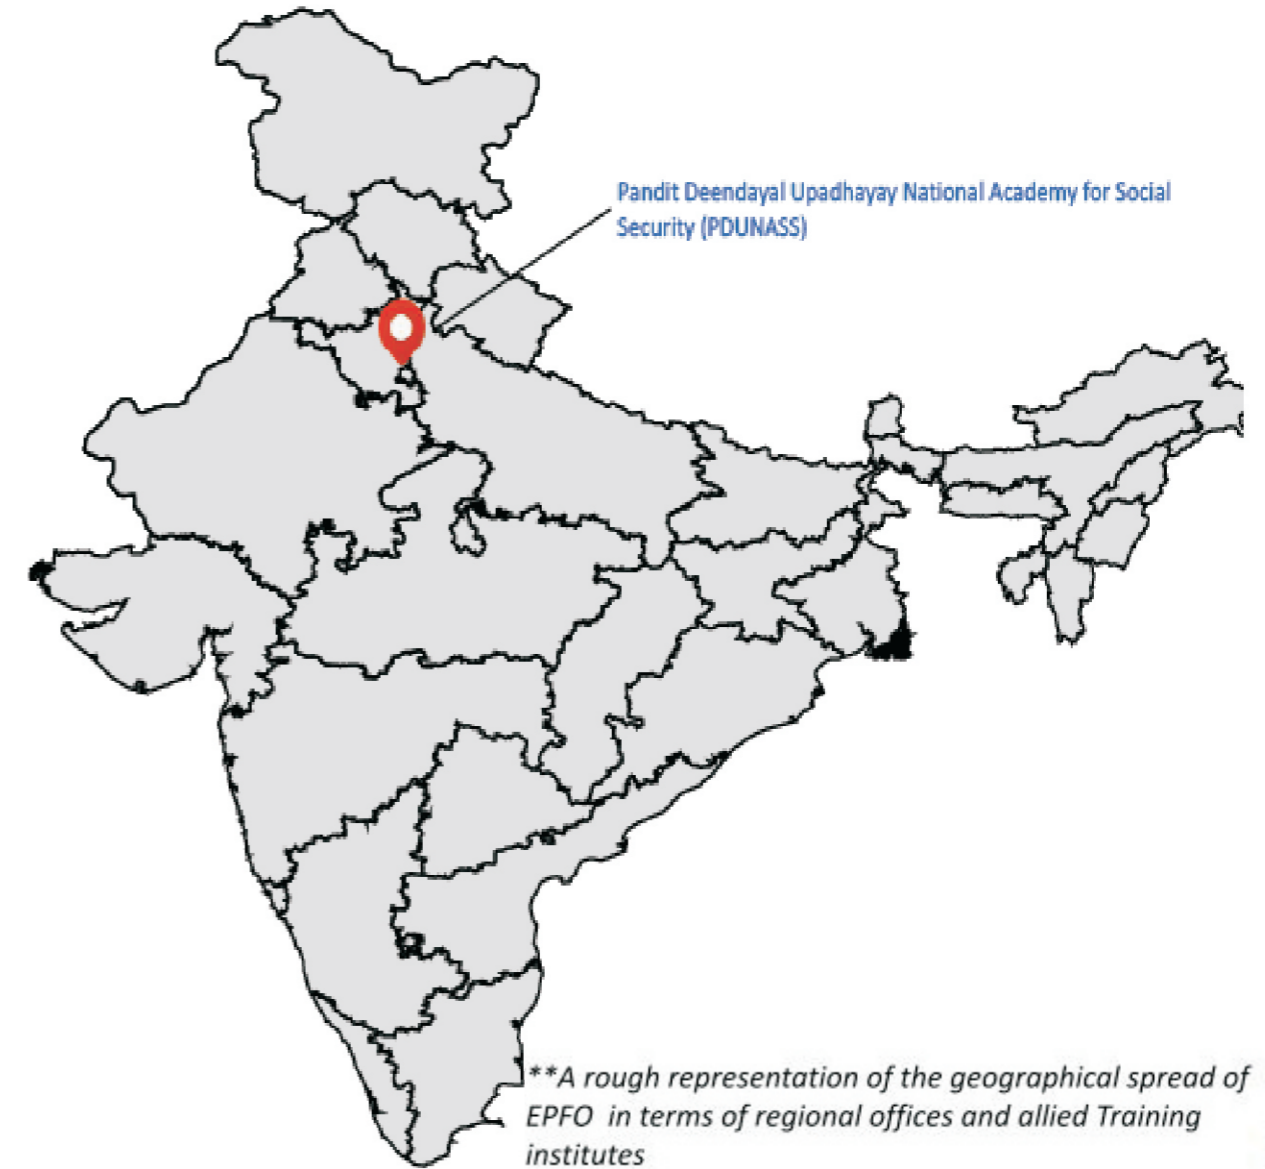 Pandit Deendayal Upadhayay National Academy for Social
Security (PDUNASS)
**A rough representation of the geographical spread of
EPFO in terms of regional offices and allied Training
institutes